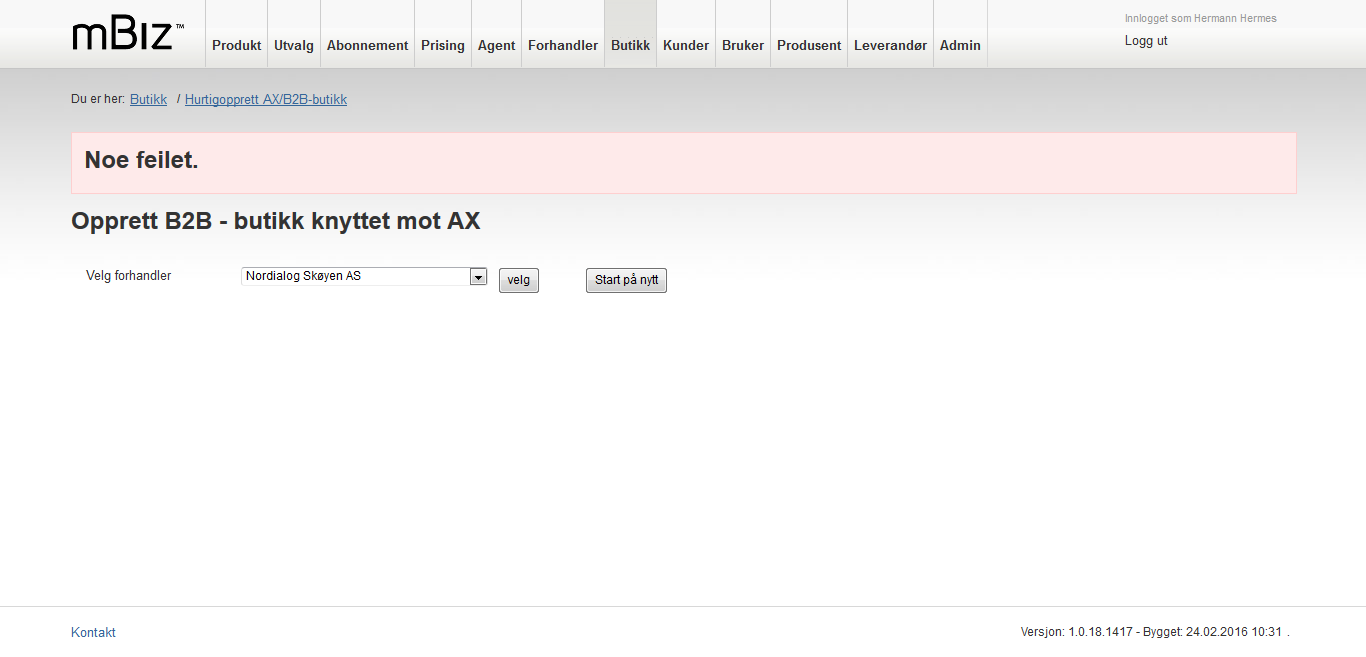 mBiz™
Produkt Utvalg Abonnement Prising Agent Forhandler Butikk Kunder Bruker Produsent Leverandør Admin
Innlogget som Hermann Hermes
Logg ut
Du er her: Butikk / Hurtigopprett AX/B2B-butikk
Noe feilet.
Opprett B2B - butikk knyttet mot AX
Velg forhandler Nordialog Skøyen AS velg Start på nytt
Kontakt Versjon: 1.0.18.1417 - Bygget: 24.02.2016 10:31 .